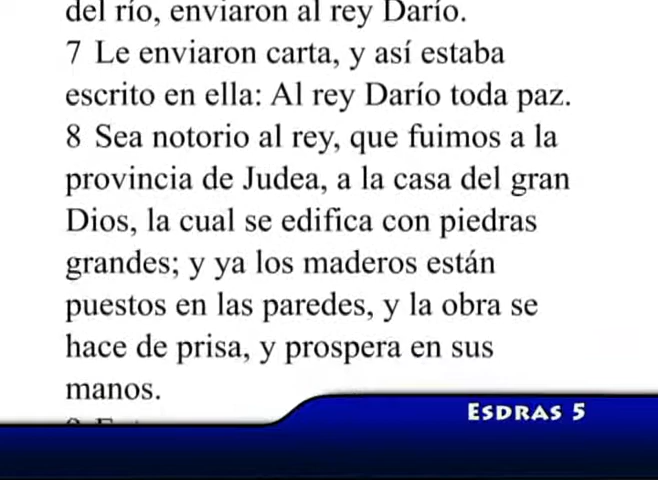 del río, enviaron al rey Darío.
7 Le enviaron carta, y así estaba
escrito en ella: Al rey Darío toda paz.
8 Sea notorio al rey, que fuimos a la
provincia de Judea, a la casa del gran
Dios, la cual se edifica con piedras
grandes; y ya los maderos están
puestos en las paredes, y la obra se
hace de prisa, y prospera en sus
manos.
ESDRAS 5